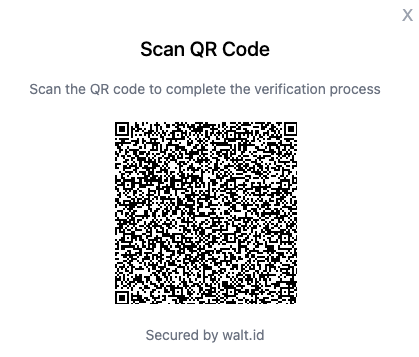 X
Scan QR Code
Scan the QR code to complete the verification process
Secured by walt.id